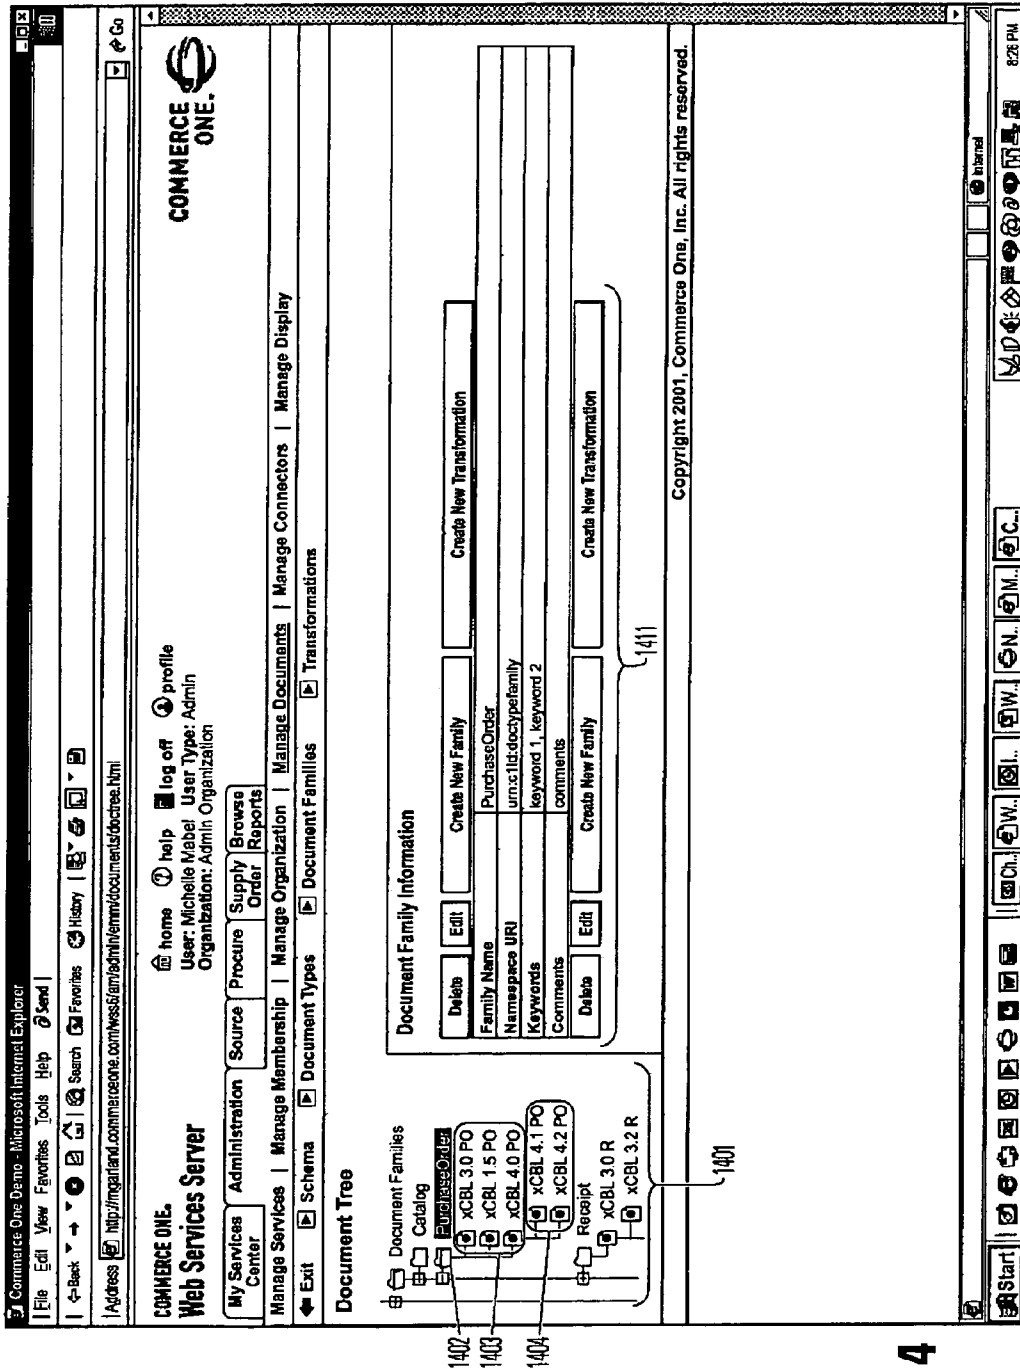 Commerce One Demo - Microsoft Internet Explorer
File Edit View Favorites Tools Help Send
Back Search Favorites History
Address http://mgarland.commerceone.com/wss6/am/admin/emm/documents/doctree.html Go
COMMERCE ONE.
Web Services Server
home help log off profile
User: Michelle Mabel User Type: Admin
Organization: Admin Organization
COMMERCE
ONE.
My Services Center Administration Source Procure Supply Order Browse Reports
Manage Services | Manage Membership | Manage Organization | Manage Documents | Manage Connectors | Manage Display
Exit Schema Document Types Document Families Transformations
Document Tree
Document Families
Catalog
PurchaseOrder
xCBL 3.0 PO
xCBL 1.5 PO
xCBL 4.0 PO
xCBL 4.1 PO
xCBL 4.2 PO
Receipt
xCBL 3.0 R
xCBL 3.2 R
1402
1403
1404
1401
Document Family Information
Delete Edit Create New Family Create New Transformation
Family Name PurchaseOrder
Namespace URI urn:c1ld:doctypefamily
Keywords keyword 1, keyword 2
Comments comments
Delete Edit Create New Family Create New Transformation
1411
Copyright 2001, Commerce One, Inc. All rights reserved.
Internet
Start Ch.. W.. I.. W.. N.. M.. C... 8:26 PM
4